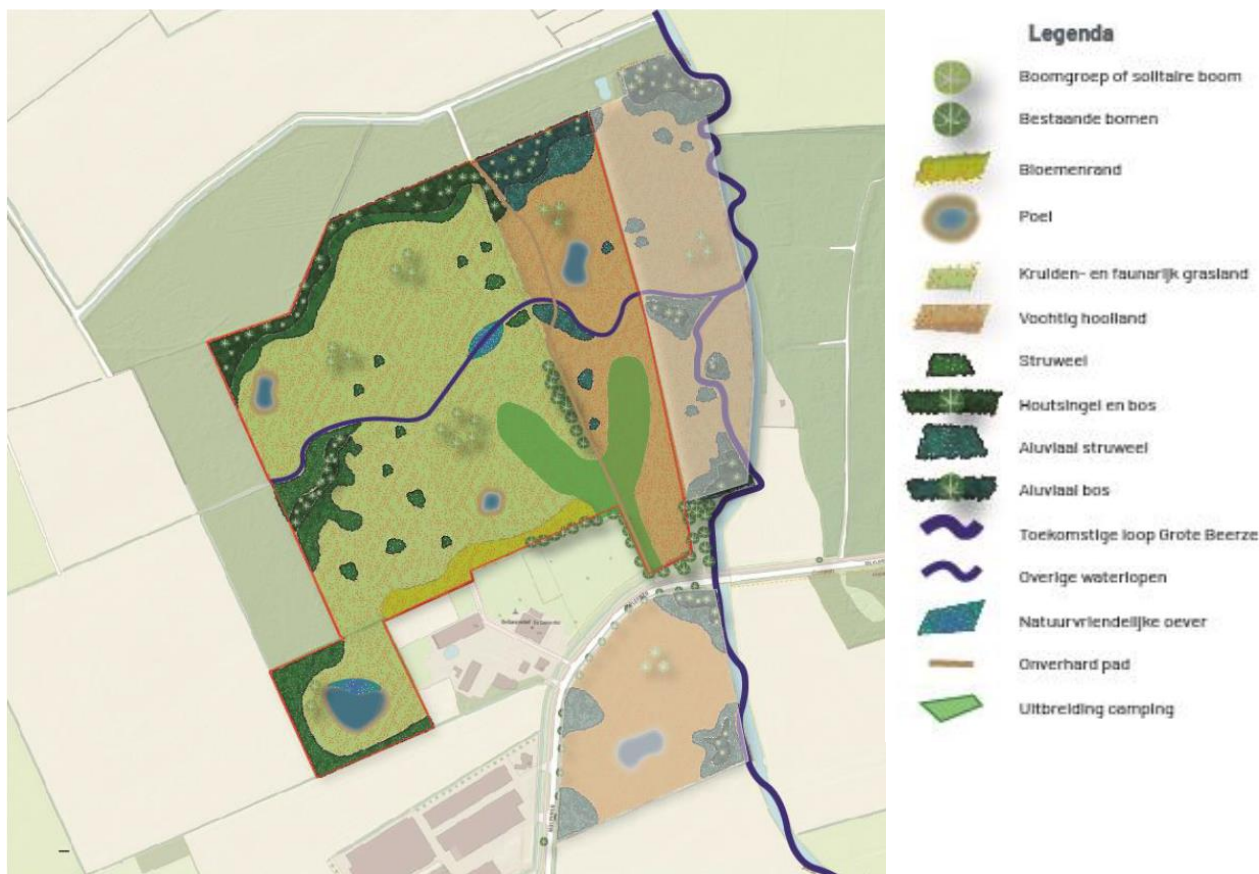 Legenda
Boomgroep of solitaire boom
Bestaande bomen
Bloemenrand
Poel
Kruiden- en faunarijk grasland
Vochtig hooiland
Struweel
Houtsingel en bos
Aluviaal struweel
Aluviaal bos
Toekomstige loop Grote Beerze
Overige waterlopen
Natuurvriendelijke oever
Onverhard pad
Uitbreiding camping